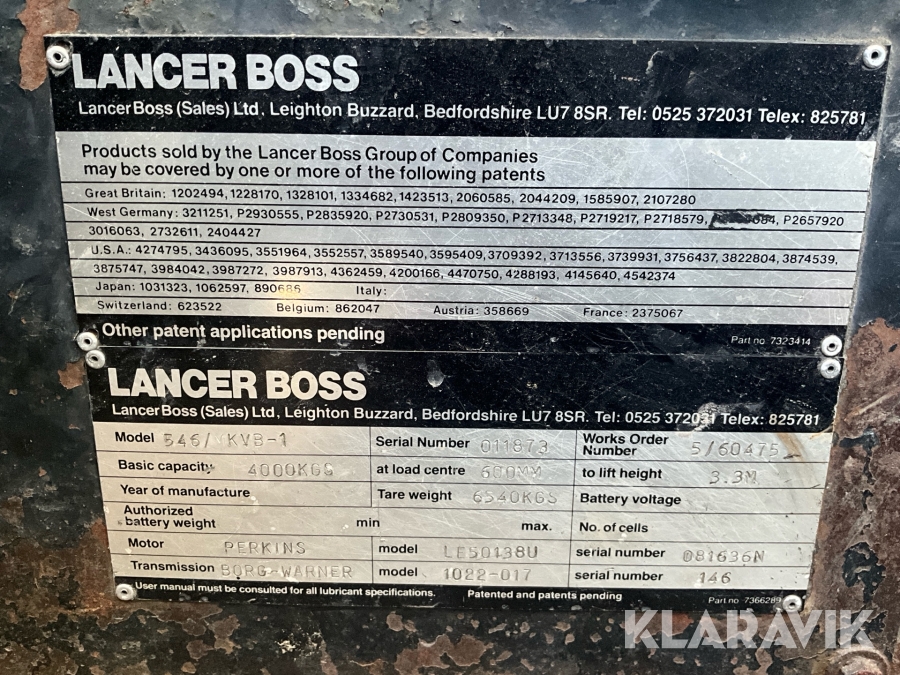 LANCER BOSS
LancerBoss (Sales) Ltd, Leighton Buzzard, Bedfordshire LU7 8SR. Tel: 0525 372031 Telex: 825781
Products sold by the Lancer Boss Group of Companies
may be covered by one or more of the following patents
Great Britain: 1202494, 1228170, 1328101, 1334682, 1423513, 2060585, 2044209, 1585907, 2107280
West Germany: 3211251, P2930555, P2835920, P2730531, P2809350, P2713348, P2719217, P2718579, P2657920
3016063, 2732611, 2404427
U.S.A.: 4274795, 3436095, 3551964, 3552557, 3589540, 3595409, 3709392, 3713556, 3739931, 3756437, 3822804, 3874539,
3875747, 3984042, 3987272, 3987913, 4362459, 4200166, 4470750, 4288193, 4145640, 4542374
Japan: 1031323, 1062597, 890686 Italy:
Switzerland: 623522 Belgium: 862047 Austria: 358669 France: 2375067
Other patent applications pending Part no 7323414
LANCER BOSS
LancerBoss (Sales) Ltd, Leighton Buzzard, Bedfordshire LU7 8SR. Tel: 0525 372031 Telex: 825781
Model 546/ KVB-1 Serial Number 011873 Works Order Number 5/60475
Basic capacity 4000KGS at load centre 600MM to lift height 3.3M
Year of manufacture Tare weight 6540KGS Battery voltage
Authorized battery weight min max. No. of cells
Motor PERKINS model LE50138U serial number 081636N
Transmission BORG-WARNER model 1022-017 serial number 146
User manual must be consulted for all lubricant specifications. Patented and patents pending Part no 7366289
KLARAVIK